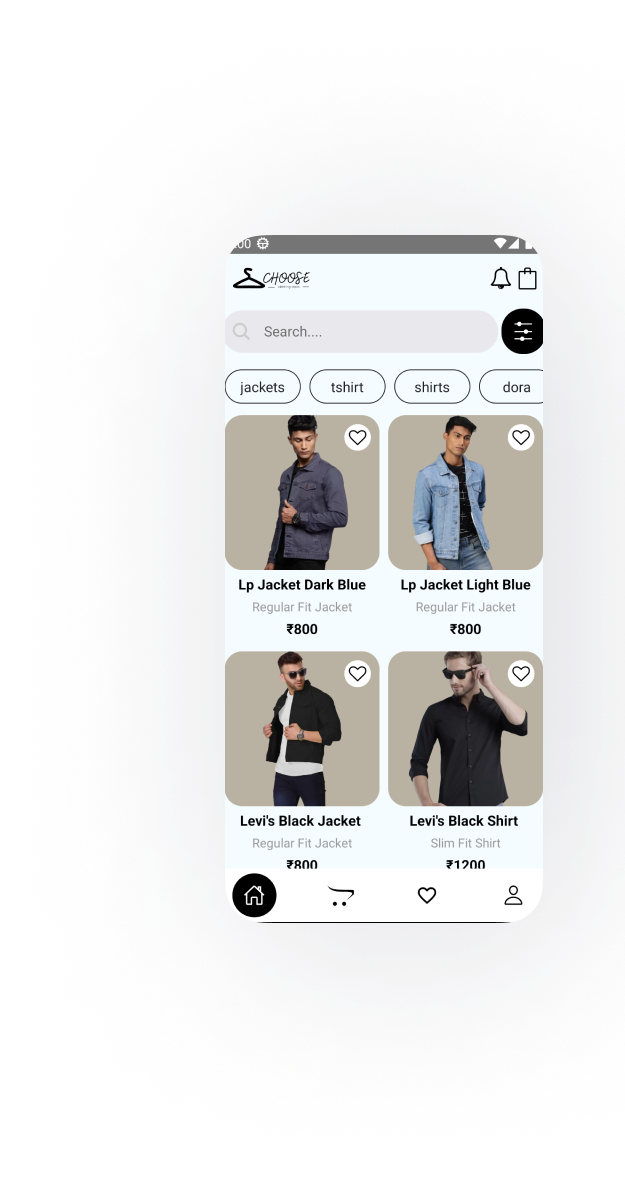 :00
CHOOSE
Search....
jackets tshirt shirts dora
Lp Jacket Dark Blue Lp Jacket Light Blue
Regular Fit Jacket Regular Fit Jacket
₹800 ₹800
Levi's Black Jacket Levi's Black Shirt
Regular Fit Jacket Slim Fit Shirt
₹800 ₹1200